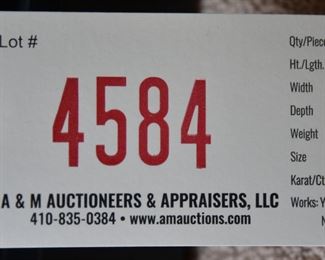 Lot #
4584
A & M AUCTIONEERS & APPRAISERS, LLC
410-835-0384 • www.amauctions.com
Qty/Piece
Ht./Lgth.
Width
Depth
Weight
Size
Karat/Ct
Works: Y
N